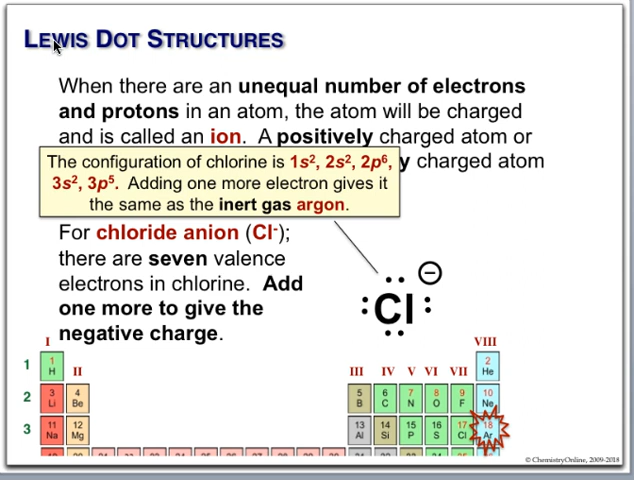 LEWIS DOT STRUCTURES
When there are an unequal number of electrons
and protons in an atom, the atom will be charged
and is called an ion. A positively charged atom or
y charged atom
The configuration of chlorine is 1s², 2s², 2p⁶,
3s², 3p⁵. Adding one more electron gives it
the same as the inert gas argon.
For chloride anion (Cl⁻);
there are seven valence
electrons in chlorine. Add
one more to give the
negative charge.
Cl −
I VIII
1 1 2
H He
II III IV V VI VII
2 3 4 5 6 7 8 9 10
Li Be B C N O F Ne
3 11 12 13 14 15 16 17 18
Na Mg Al Si P S Cl Ar
© ChemistryOnline, 2009-2018